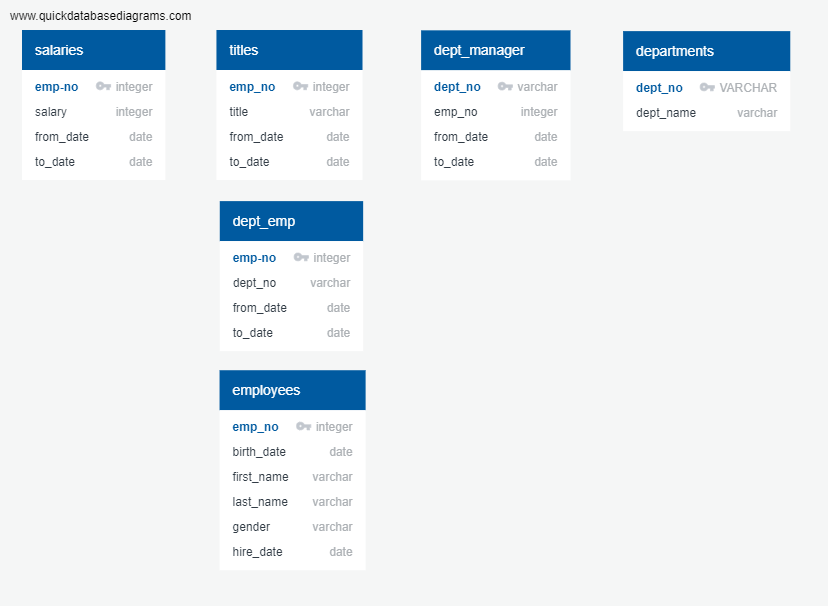 www.quickdatabasediagrams.com
salaries
emp-no integer
salary integer
from_date date
to_date date
titles
emp_no integer
title varchar
from_date date
to_date date
dept_manager
dept_no varchar
emp_no integer
from_date date
to_date date
departments
dept_no VARCHAR
dept_name varchar
dept_emp
emp-no integer
dept_no varchar
from_date date
to_date date
employees
emp_no integer
birth_date date
first_name varchar
last_name varchar
gender varchar
hire_date date